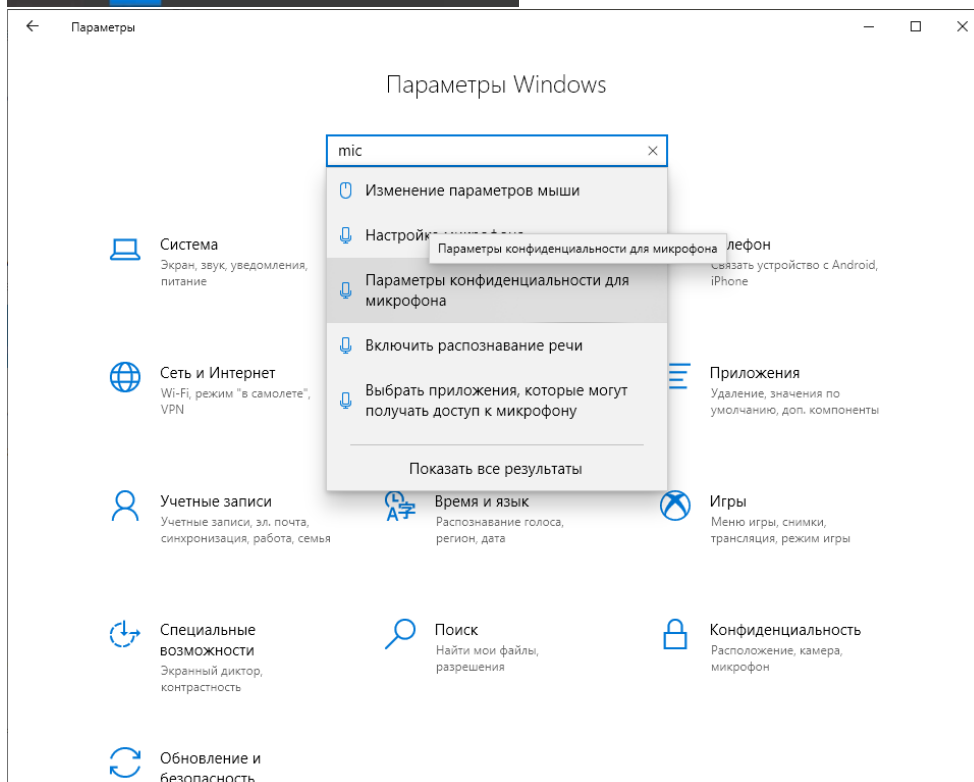 Параметры
Параметры Windows
mic
Изменение параметров мыши
Параметры конфиденциальности для микрофона
Параметры конфиденциальности для
микрофона
Включить распознавание речи
Выбрать приложения, которые могут
получать доступ к микрофону
Показать все результаты
Система
Экран, звук, уведомления,
питание
Связать устройство с Android,
iPhone
Сеть и Интернет
Wi-Fi, режим "в самолете",
VPN
Приложения
Удаление, значения по
умолчанию, доп. компоненты
Учетные записи
Учетные записи, эл. почта,
синхронизация, работа, семья
Время и язык
Распознавание голоса,
регион, дата
Игры
Меню игры, снимки,
трансляция, режим игры
Специальные
возможности
Экранный диктор,
контрастность
Поиск
Найти мои файлы,
разрешения
Конфиденциальность
Расположение, камера,
микрофон
Обновление и
безопасность